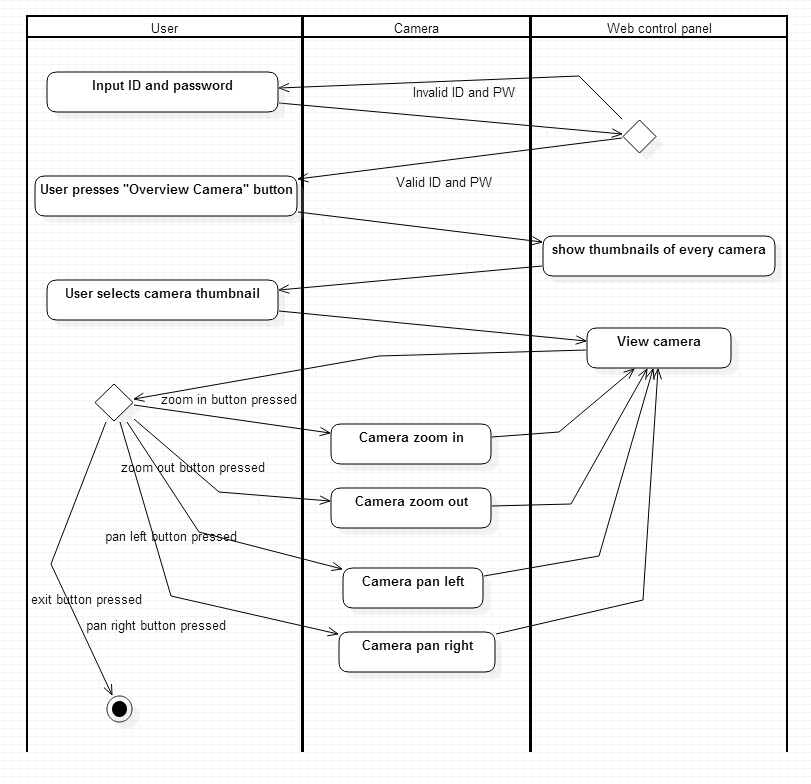 User
Camera
Web control panel
Input ID and password
Invalid ID and PW
Valid ID and PW
User presses "Overview Camera" button
show thumbnails of every camera
User selects camera thumbnail
View camera
zoom in button pressed
Camera zoom in
zoom out button pressed
Camera zoom out
pan left button pressed
Camera pan left
exit button pressed
pan right button pressed
Camera pan right